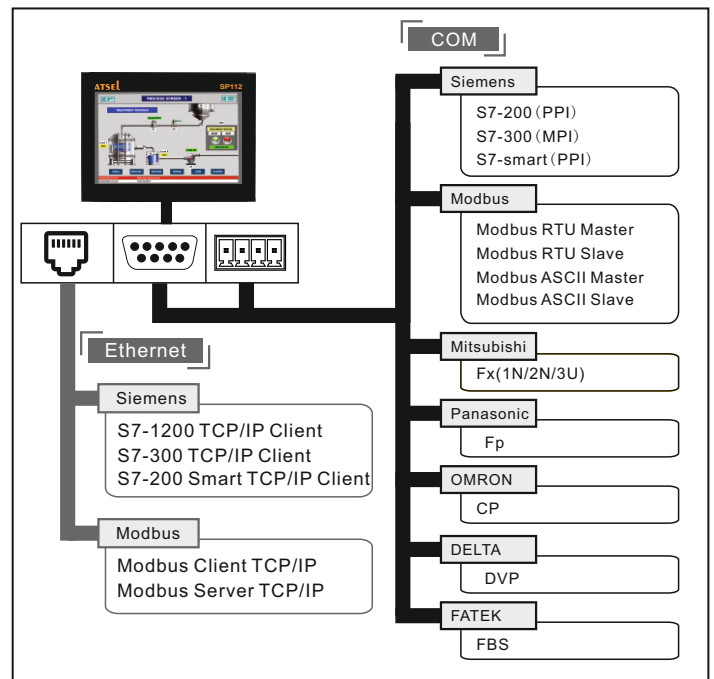 COM
ATSEL
SP112
PROCESS SCREEN - 1
Siemens
S7-200(PPI)
S7-300(MPI)
S7-smart(PPI)
Modbus
Modbus RTU Master
Modbus RTU Slave
Modbus ASCII Master
Modbus ASCII Slave
Mitsubishi
Fx(1N/2N/3U)
Panasonic
Fp
OMRON
CP
DELTA
DVP
FATEK
FBS
Ethernet
Siemens
S7-1200 TCP/IP Client
S7-300 TCP/IP Client
S7-200 Smart TCP/IP Client
Modbus
Modbus Client TCP/IP
Modbus Server TCP/IP